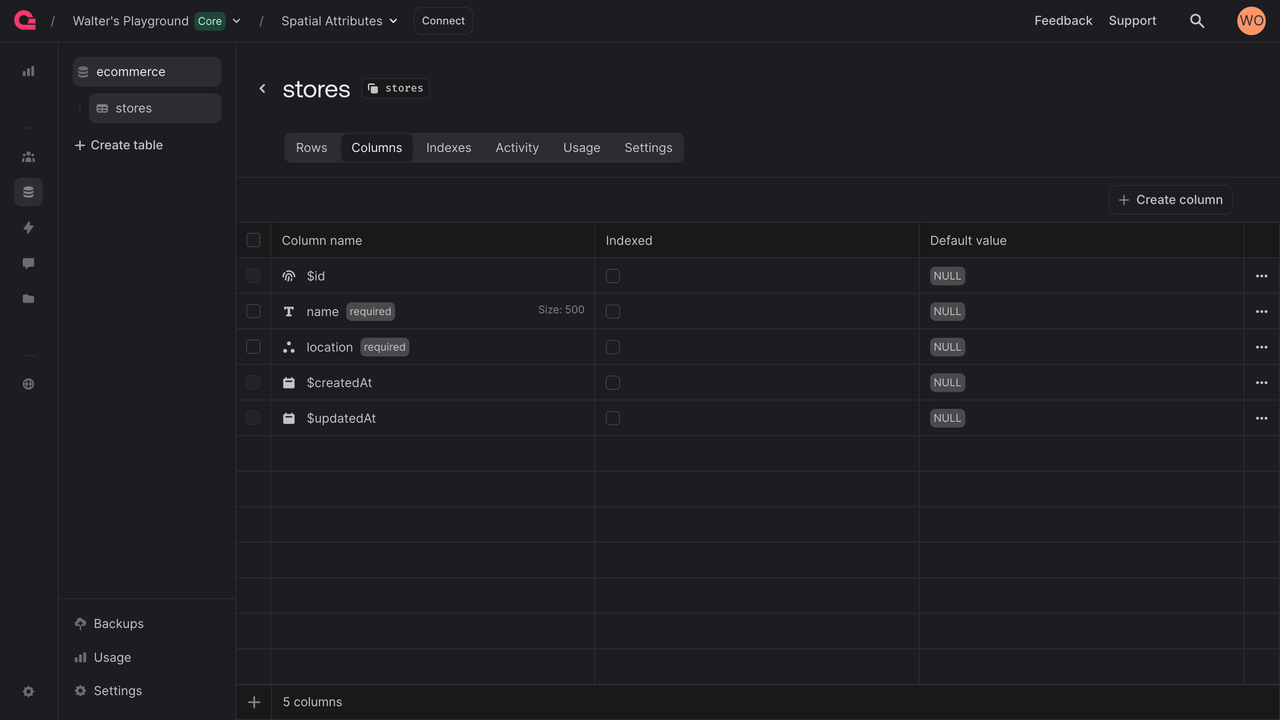 / Walter's Playground Core / Spatial Attributes Connect Feedback Support WO
ecommerce
stores
Create table
Backups
Usage
Settings
stores stores
Rows Columns Indexes Activity Usage Settings
Create column
Column name Indexed Default value
$id NULL
name required Size: 500 NULL
location required NULL
$createdAt NULL
$updatedAt NULL
5 columns